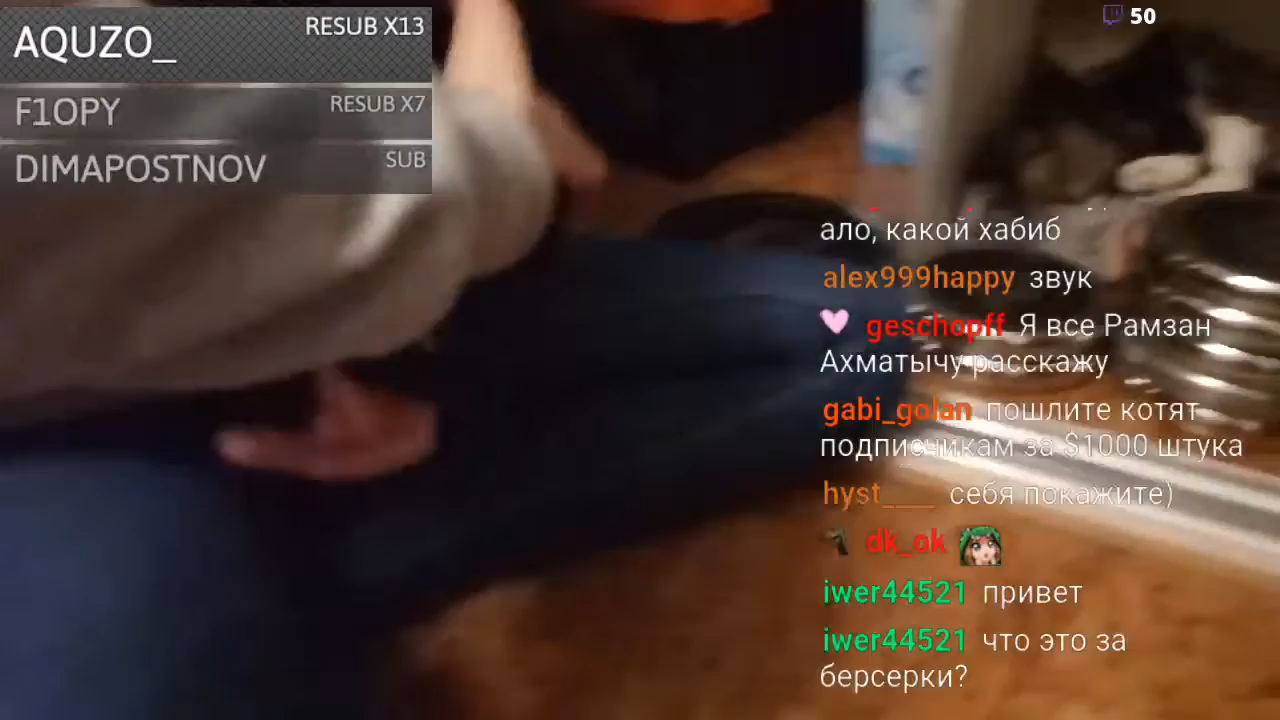 AQUZO_ RESUB X13
F1OPY RESUB X7
DIMAPOSTNOV SUB
50
ало, какой хабиб
alex999happy звук
geschopff Я все Рамзан
Ахматычу расскажу
gabi_golan пошлите котят
подписчикам за $1000 штука
hyst____ себя покажите)
dk_ok
iwer44521 привет
iwer44521 что это за
берсерки?